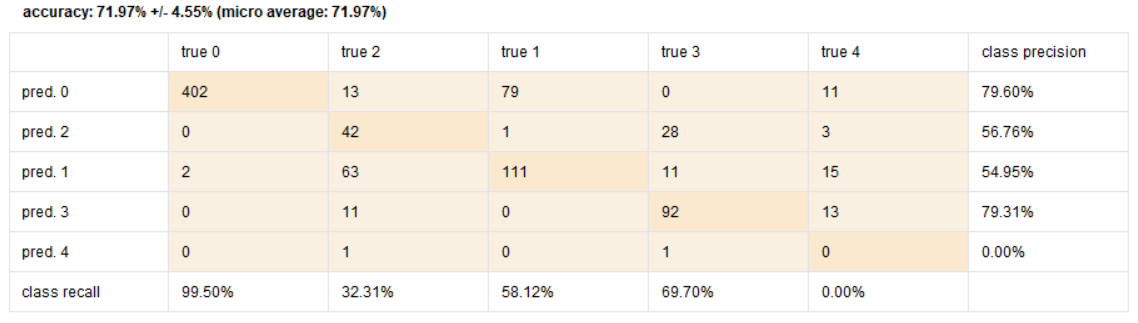 accuracy: 71.97% +/- 4.55% (micro average: 71.97%)
true 0 true 2 true 1 true 3 true 4 class precision
pred. 0 402 13 79 0 11 79.60%
pred. 2 0 42 1 28 3 56.76%
pred. 1 2 63 111 11 15 54.95%
pred. 3 0 11 0 92 13 79.31%
pred. 4 0 1 0 1 0 0.00%
class recall 99.50% 32.31% 58.12% 69.70% 0.00%